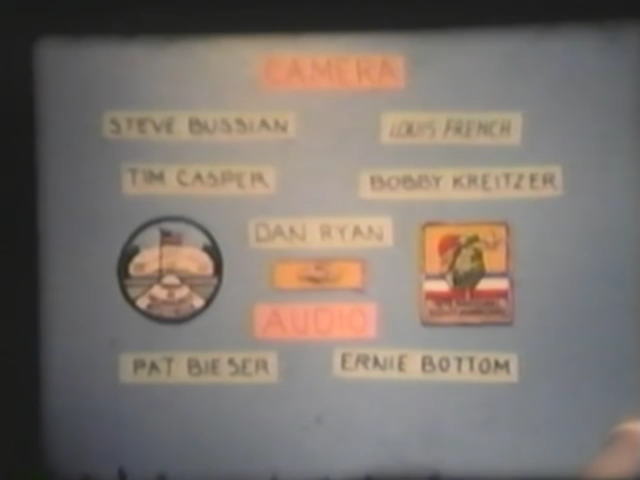 CAMERA
STEVE BUSSIAN LOUIS FRENCH
TIM CASPER BOBBY KREITZER
DAN RYAN
AUDIO
PAT BIESER ERNIE BOTTOM